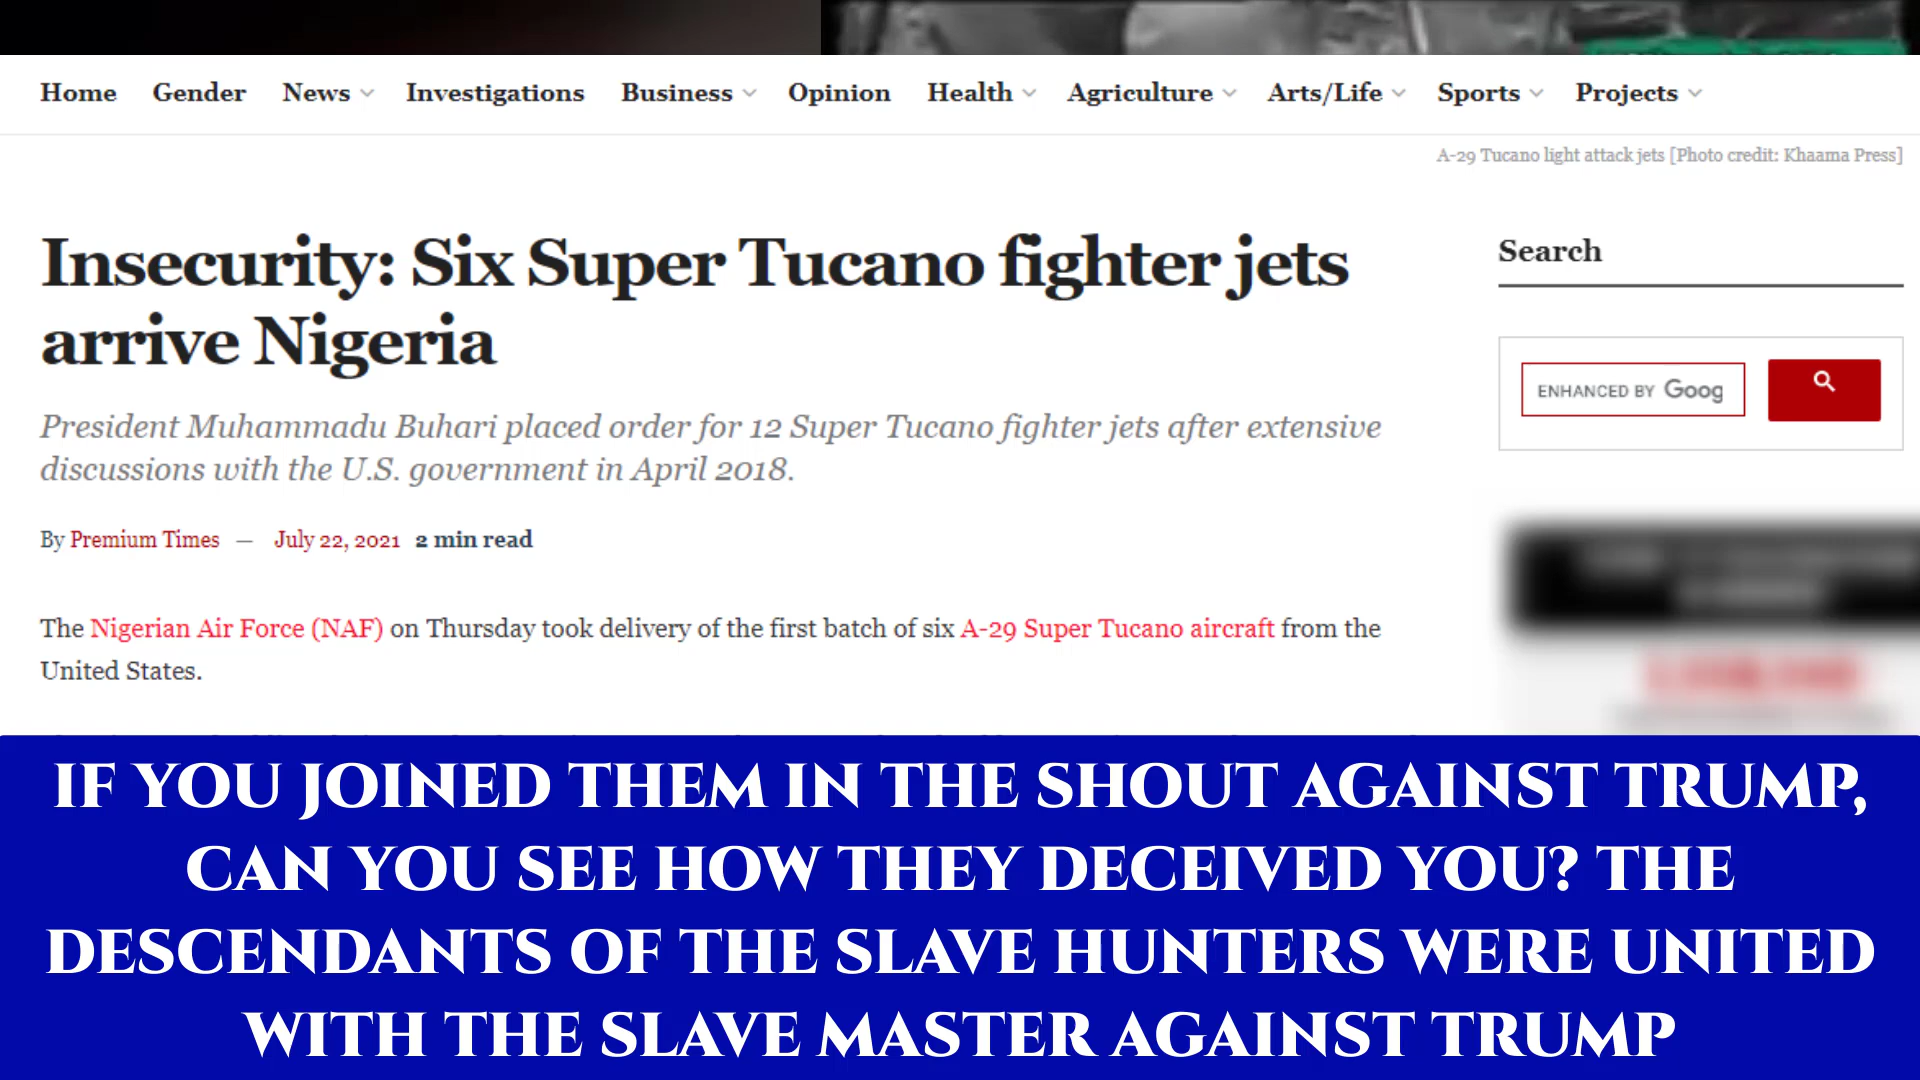 Home Gender News Investigations Business Opinion Health Agriculture Arts/Life Sports Projects
A-29 Tucano light attack jets [Photo credit: Khaama Press]
Insecurity: Six Super Tucano fighter jets
arrive Nigeria
Search
ENHANCED BY Goog
President Muhammadu Buhari placed order for 12 Super Tucano fighter jets after extensive
discussions with the U.S. government in April 2018.
By Premium Times — July 22, 2021 2 min read
The Nigerian Air Force (NAF) on Thursday took delivery of the first batch of six A-29 Super Tucano aircraft from the
United States.
IF YOU JOINED THEM IN THE SHOUT AGAINST TRUMP,
CAN YOU SEE HOW THEY DECEIVED YOU? THE
DESCENDANTS OF THE SLAVE HUNTERS WERE UNITED
WITH THE SLAVE MASTER AGAINST TRUMP